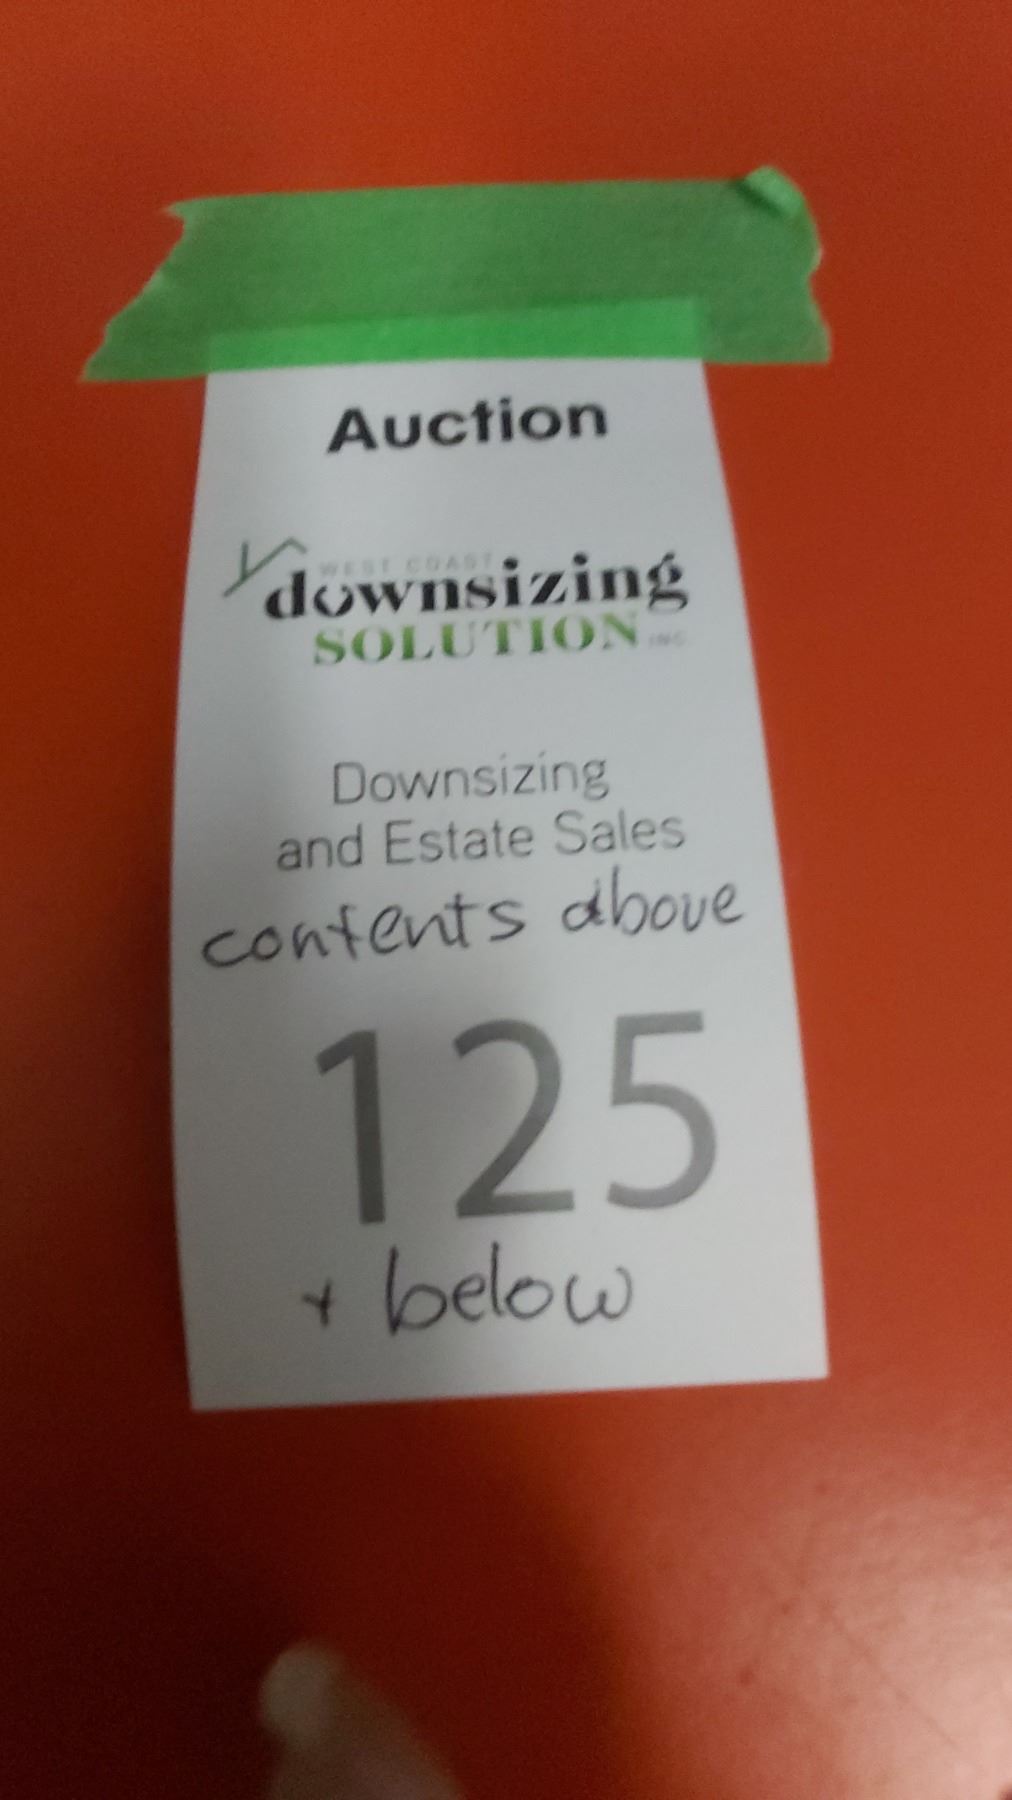 Auction
WEST COAST
downsizing
SOLUTION INC.
Downsizing
and Estate Sales
contents above
125
+ below